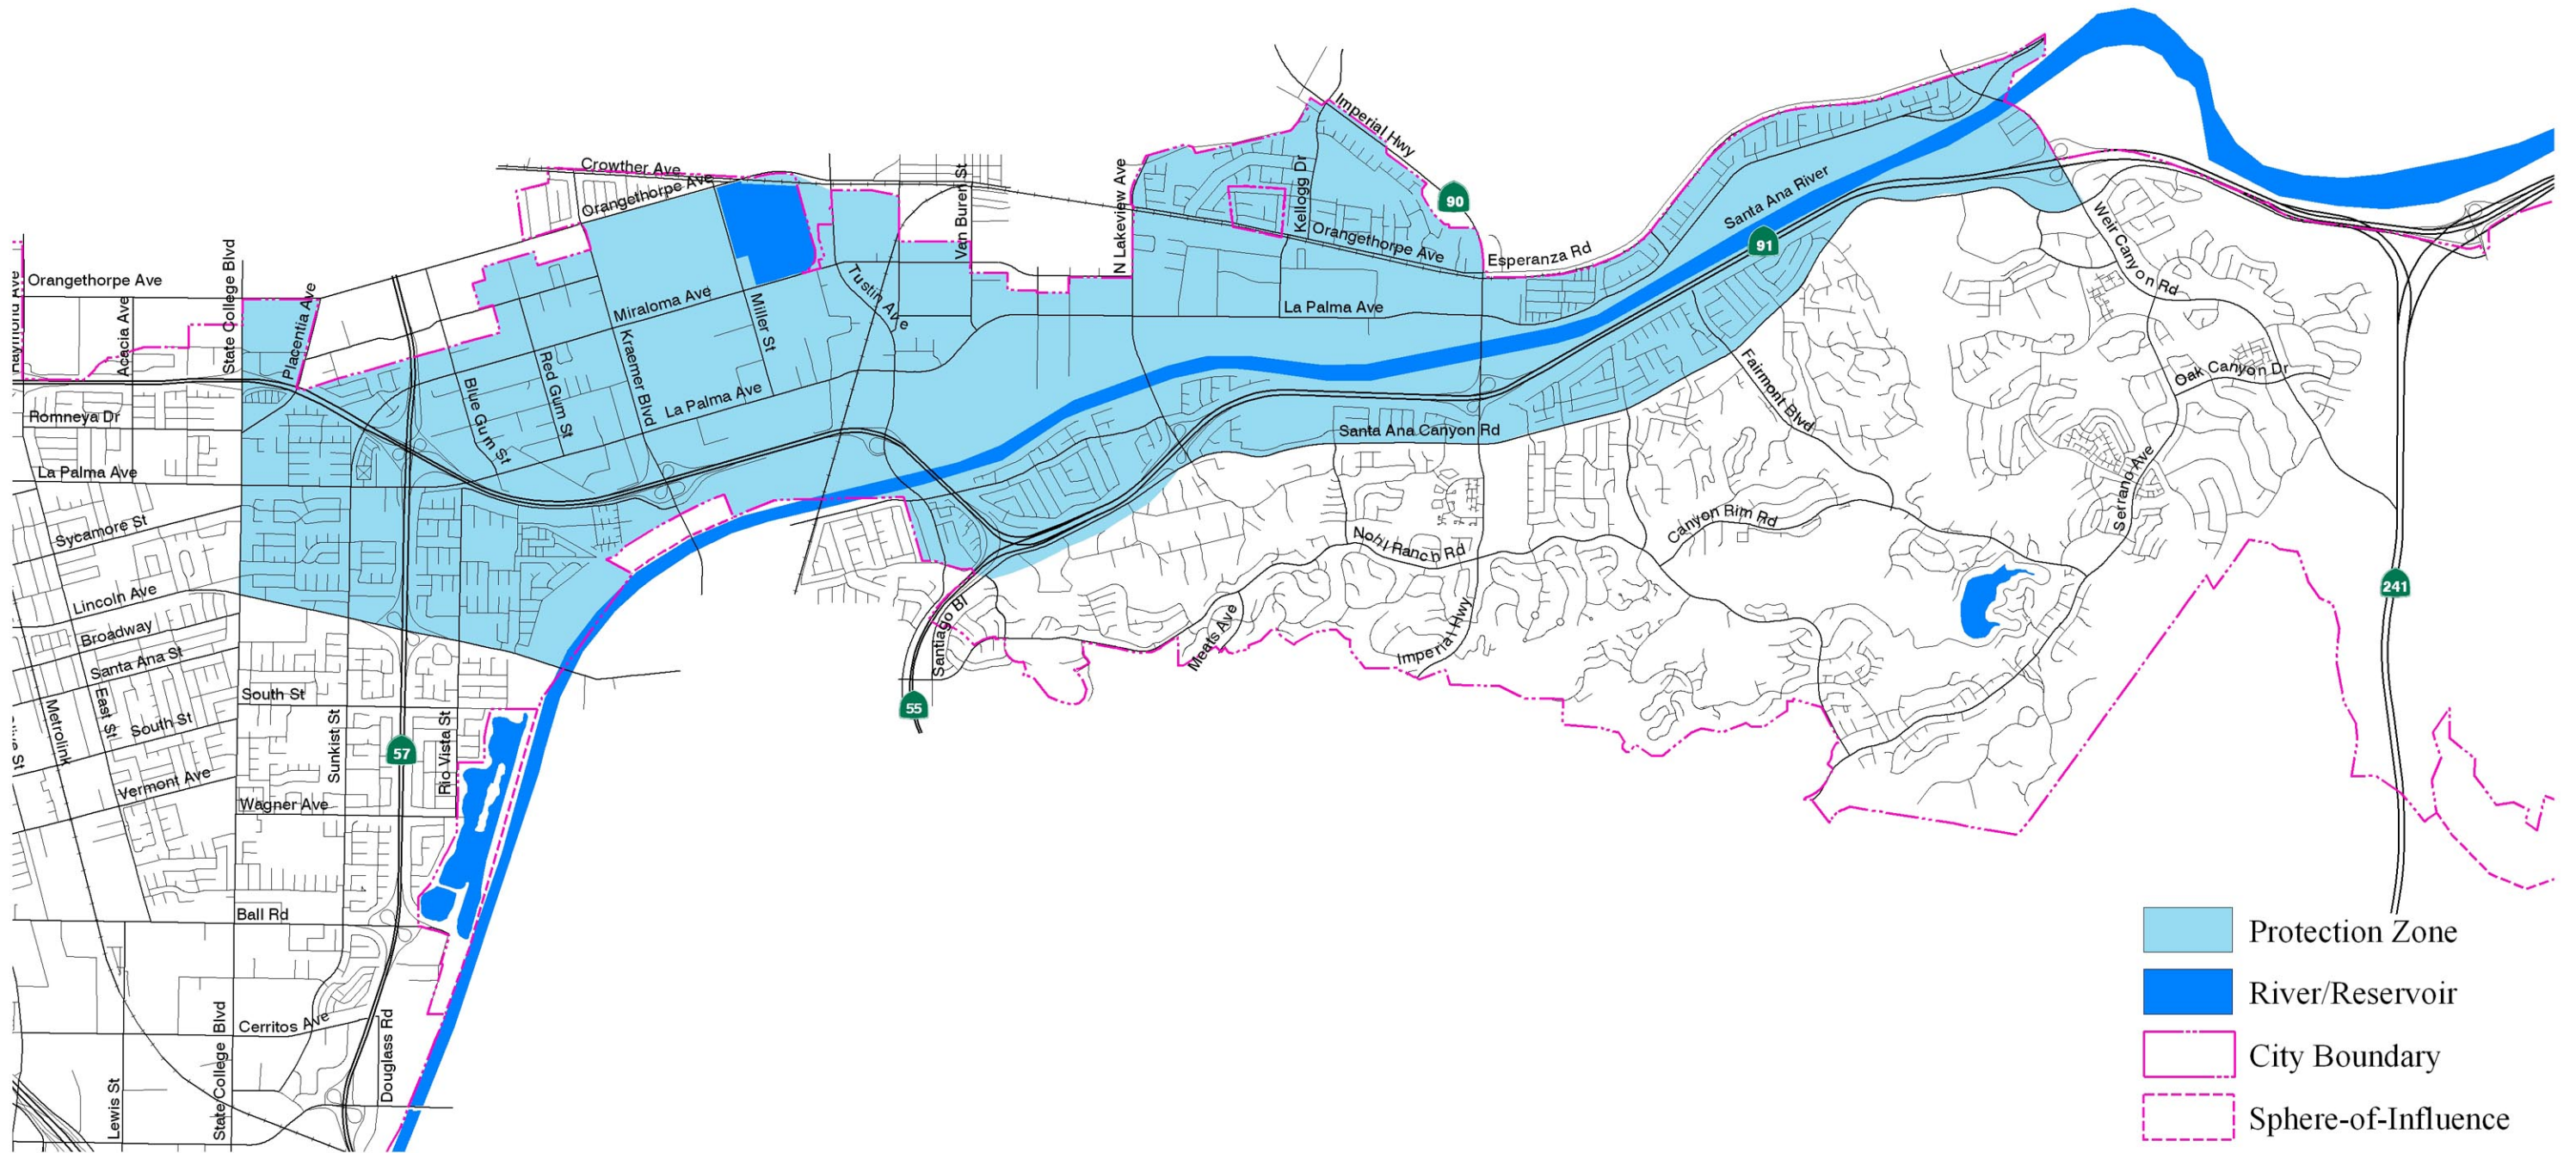 Imperial Hwy
Crowther Ave
Orangethorpe Ave
90
Kellogg Dr
N Lakeview Ave
Van Buren St
Santa Ana River
91
Orangethorpe Ave
Esperanza Rd
Weir Canyon Rd
Orangethorpe Ave
State College Blvd
Placentia Ave
Acacia Ave
Raymond Ave
Miraloma Ave
Miller St
Tustin Ave
La Palma Ave
Kraemer Blvd
Red Gum St
Blue Gum St
La Palma Ave
Fairmont Blvd
Oak Canyon Dr
Romneya Dr
La Palma Ave
Santa Ana Canyon Rd
Serrano Ave
Canyon Rim Rd
Nohl Ranch Rd
Sycamore St
Lincoln Ave
Broadway
Santa Ana St
241
Santiago Bl
Meats Ave
Imperial Hwy
55
South St
East St
South St
Metrolink
Sunkist St
57
Rio Vista St
Vermont Ave
Wagner Ave
Ball Rd
State College Blvd
Cerritos Ave
Douglass Rd
Lewis St
Protection Zone
River/Reservoir
City Boundary
Sphere-of-Influence